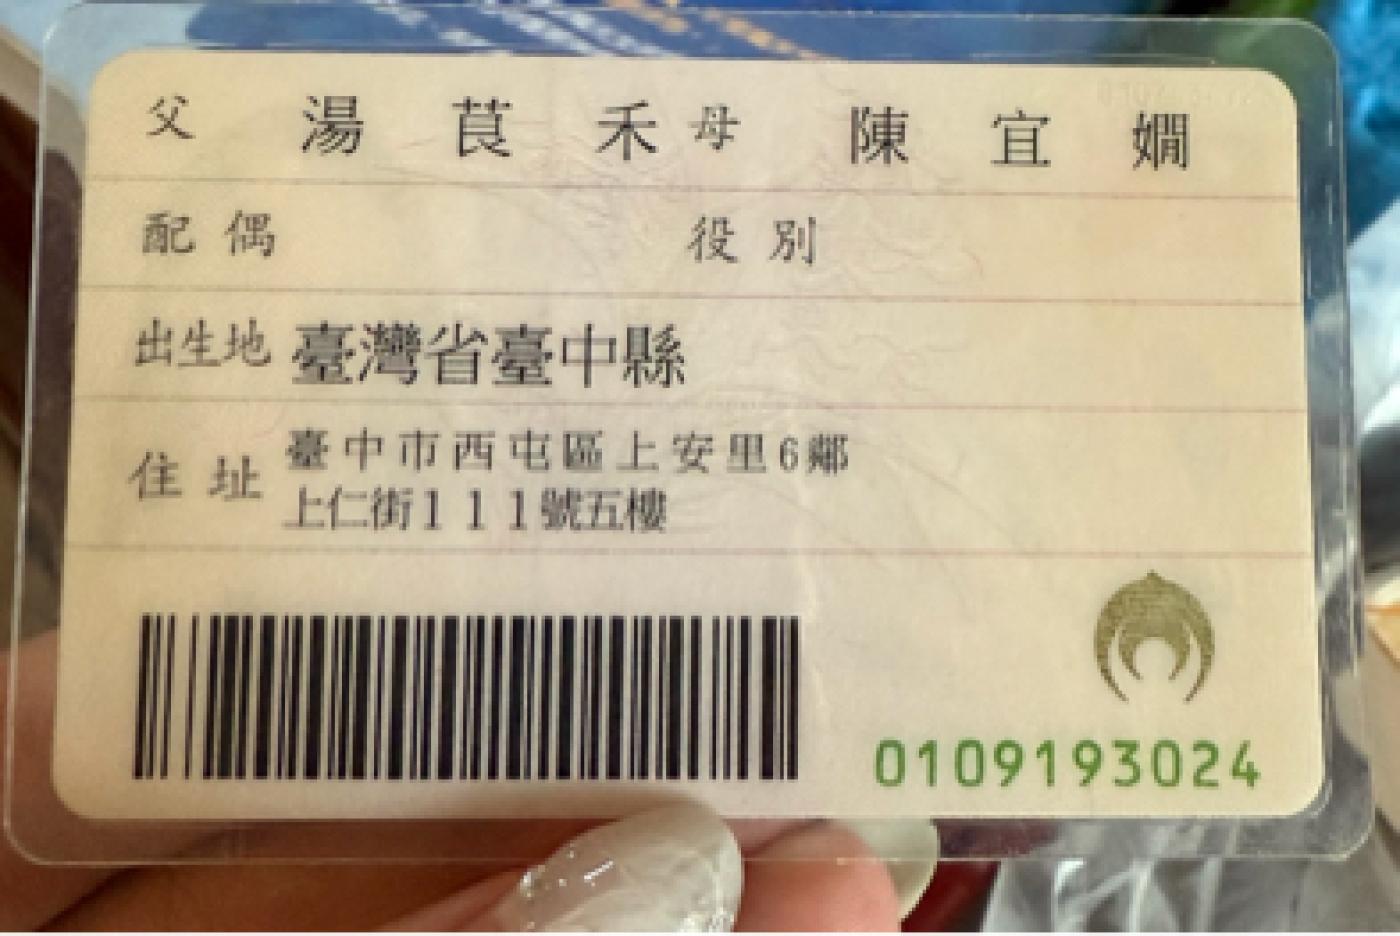 父 湯莨禾 母 陳宜嫺
配偶 役別
出生地 臺灣省臺中縣
住址 臺中市西屯區上安里6鄰
上仁街111號五樓
0109193024